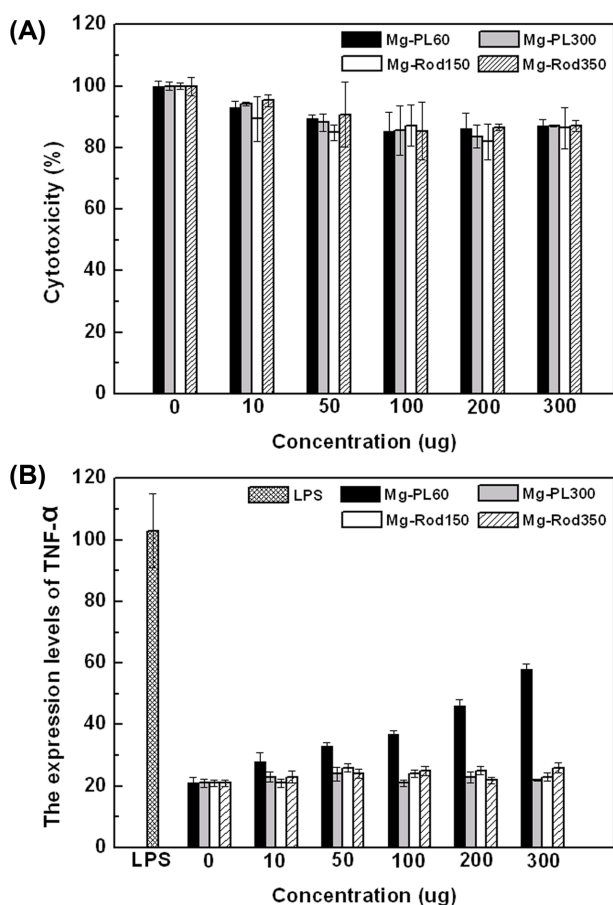 (A)
120
100
80
60
40
20
0
Cytotoxicity (%)
Mg-PL60 Mg-PL300
Mg-Rod150 Mg-Rod350
0 10 50 100 200 300
Concentration (ug)
(B)
120
100
80
60
40
20
0
The expression levels of TNF-α
LPS Mg-PL60 Mg-PL300
Mg-Rod150 Mg-Rod350
LPS 0 10 50 100 200 300
Concentration (ug)